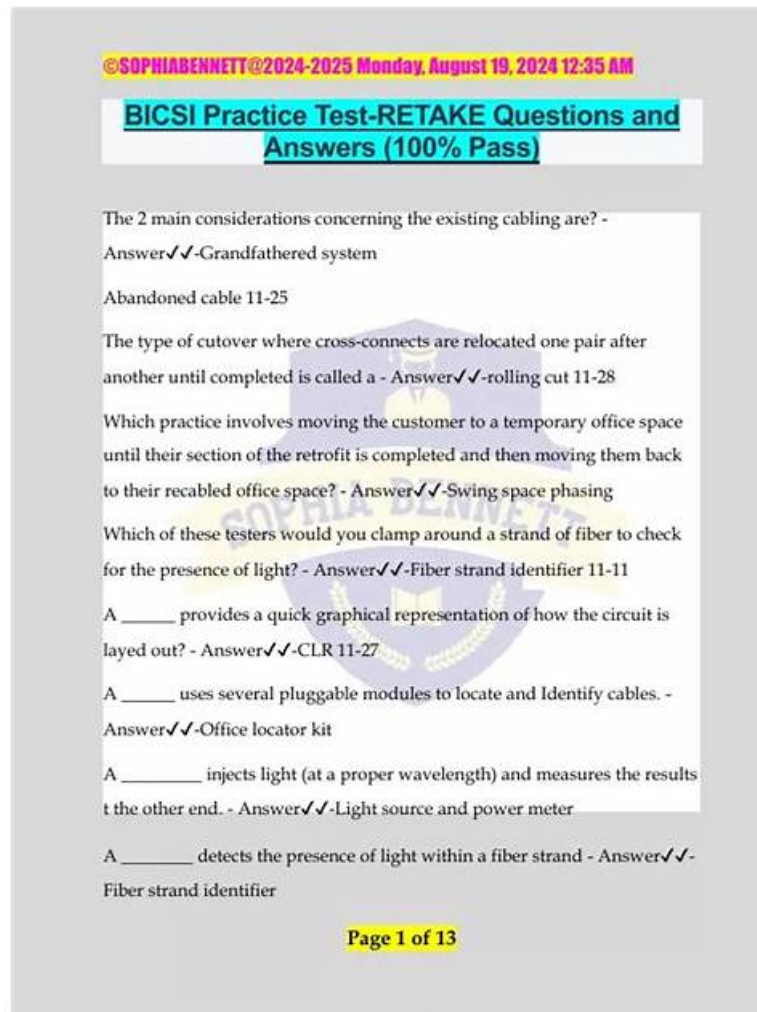 ©SOPHIABENNETT@2024-2025 Monday, August 19, 2024 12:35 AM
BICSI Practice Test-RETAKE Questions and
Answers (100% Pass)
The 2 main considerations concerning the existing cabling are? -
Answer✓✓-Grandfathered system
Abandoned cable 11-25
The type of cutover where cross-connects are relocated one pair after
another until completed is called a - Answer✓✓-rolling cut 11-28
Which practice involves moving the customer to a temporary office space
until their section of the retrofit is completed and then moving them back
to their recabled office space? - Answer✓✓-Swing space phasing
SOPHIA BENNETT
Which of these testers would you clamp around a strand of fiber to check
for the presence of light? - Answer✓✓-Fiber strand identifier 11-11
A ______ provides a quick graphical representation of how the circuit is
layed out? - Answer✓✓-CLR 11-27
A ______ uses several pluggable modules to locate and Identify cables. -
Answer✓✓-Office locator kit
A _________ injects light (at a proper wavelength) and measures the results
t the other end. - Answer✓✓-Light source and power meter
A ________ detects the presence of light within a fiber strand - Answer✓✓-
Fiber strand identifier
Page 1 of 13